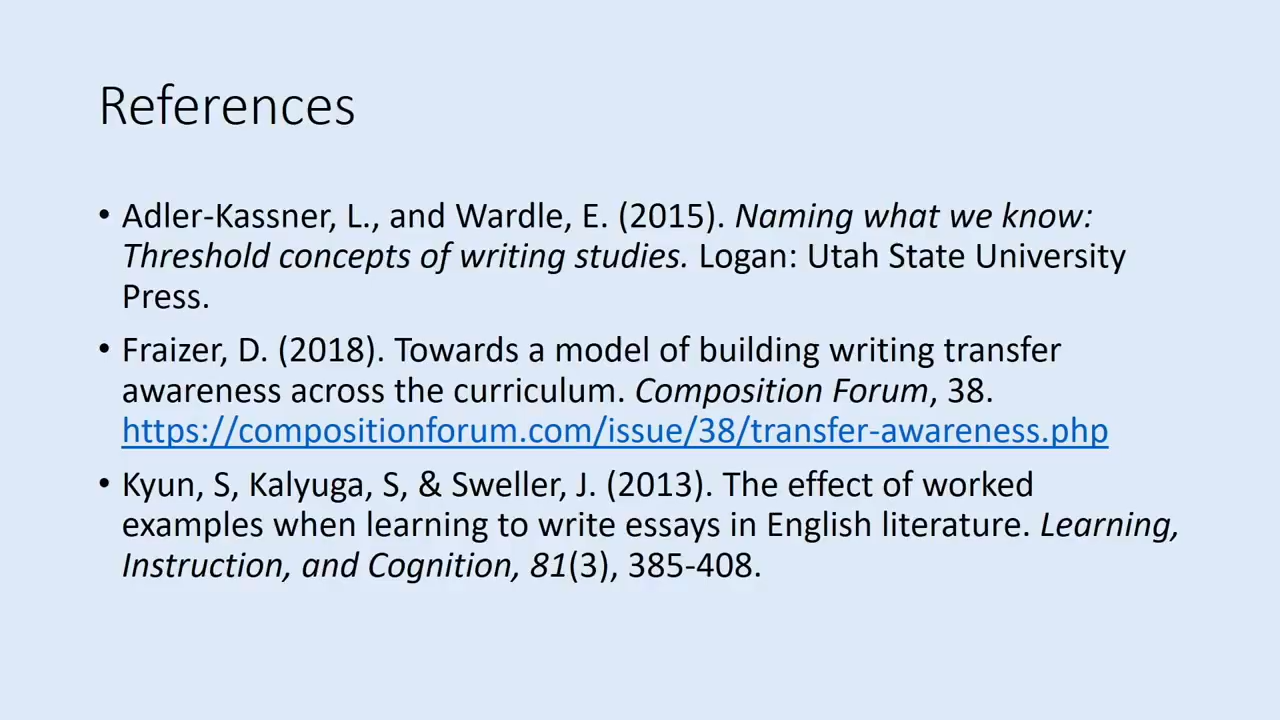 References
• Adler-Kassner, L., and Wardle, E. (2015). Naming what we know:
Threshold concepts of writing studies. Logan: Utah State University
Press.
• Fraizer, D. (2018). Towards a model of building writing transfer
awareness across the curriculum. Composition Forum, 38.
https://compositionforum.com/issue/38/transfer-awareness.php
• Kyun, S, Kalyuga, S, & Sweller, J. (2013). The effect of worked
examples when learning to write essays in English literature. Learning,
Instruction, and Cognition, 81(3), 385-408.